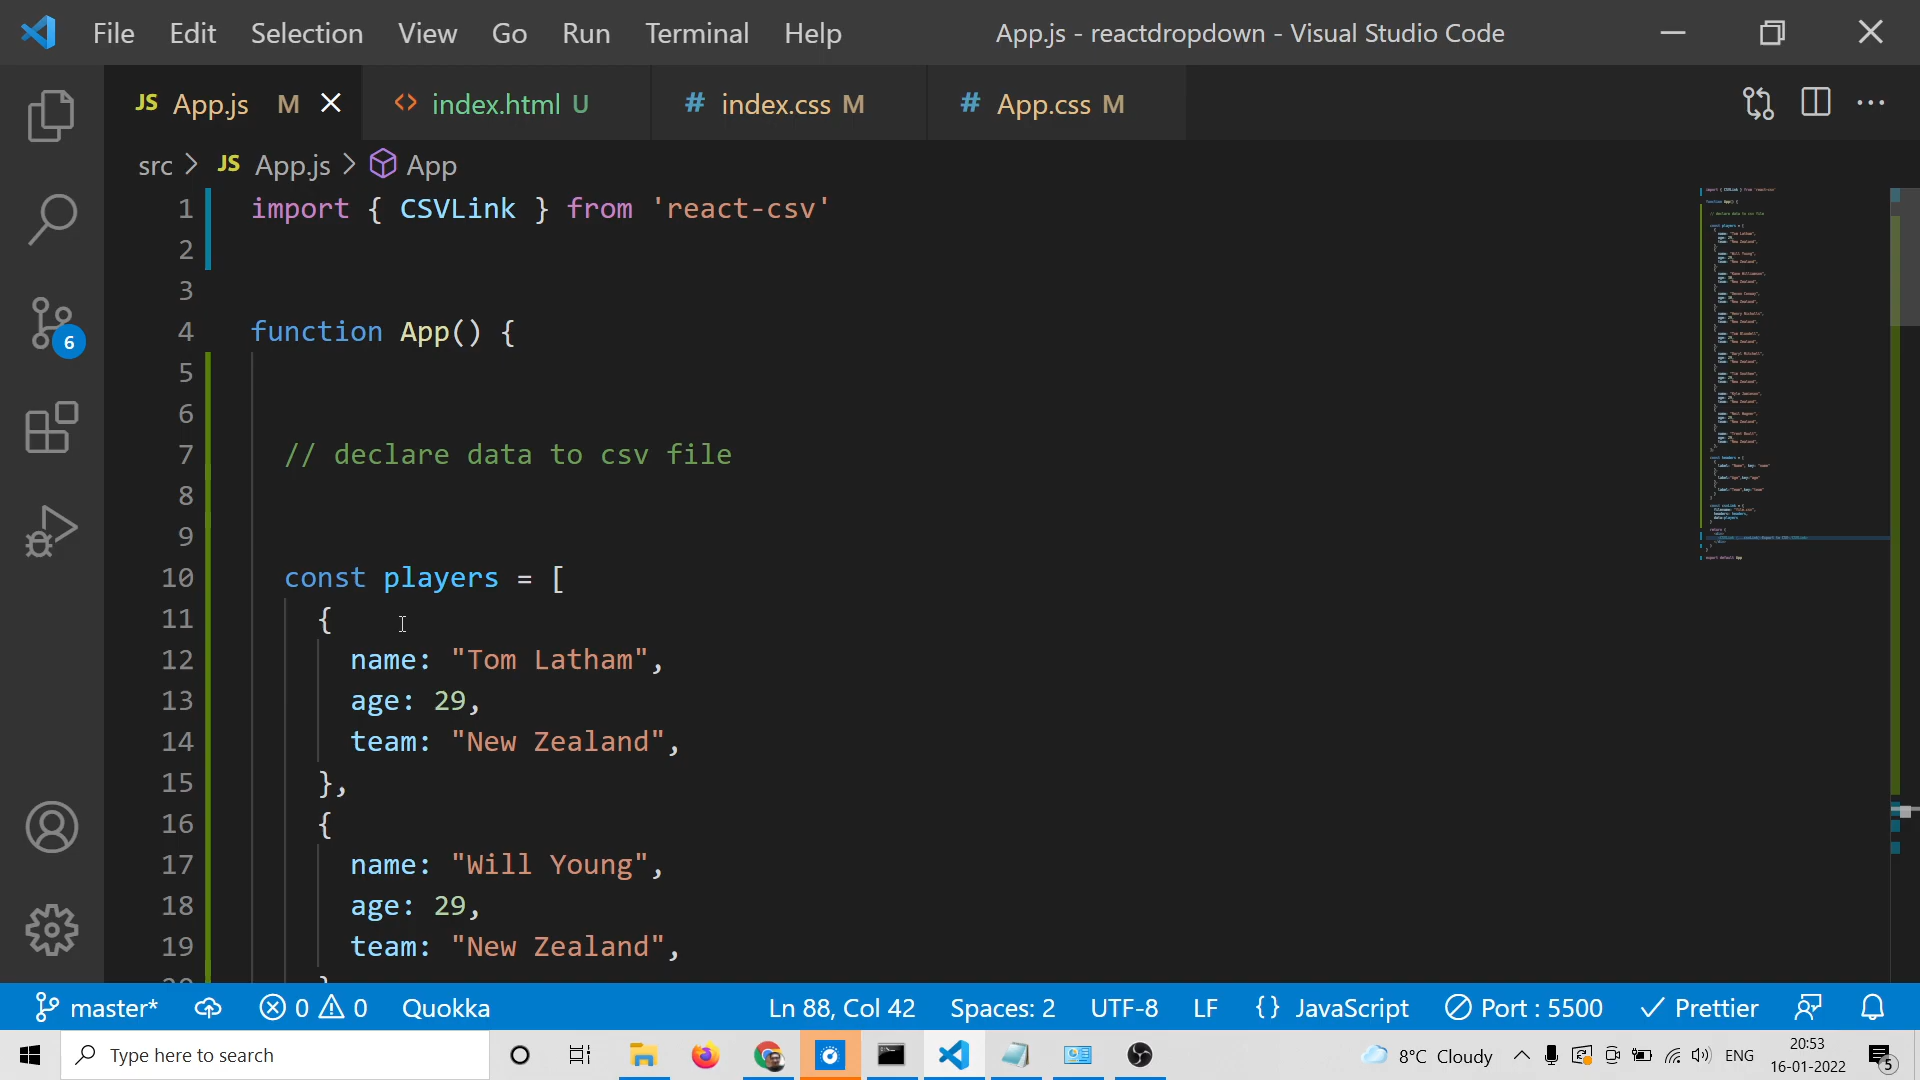 File Edit Selection View Go Run Terminal Help App.js - reactdropdown - Visual Studio Code
JS App.js M index.html U # index.css M # App.css M
src > JS App.js > App
1 import { CSVLink } from 'react-csv'
2
3
4 function App() {
5
6
7 // declare data to csv file
8
9
10 const players = [
11 {
12 name: "Tom Latham",
13 age: 29,
14 team: "New Zealand",
15 },
16 {
17 name: "Will Young",
18 age: 29,
19 team: "New Zealand",
6
master* 0 0 Quokka Ln 88, Col 42 Spaces: 2 UTF-8 LF {} JavaScript Port : 5500 Prettier
Type here to search 8°C Cloudy ENG 20:53
16-01-2022 5